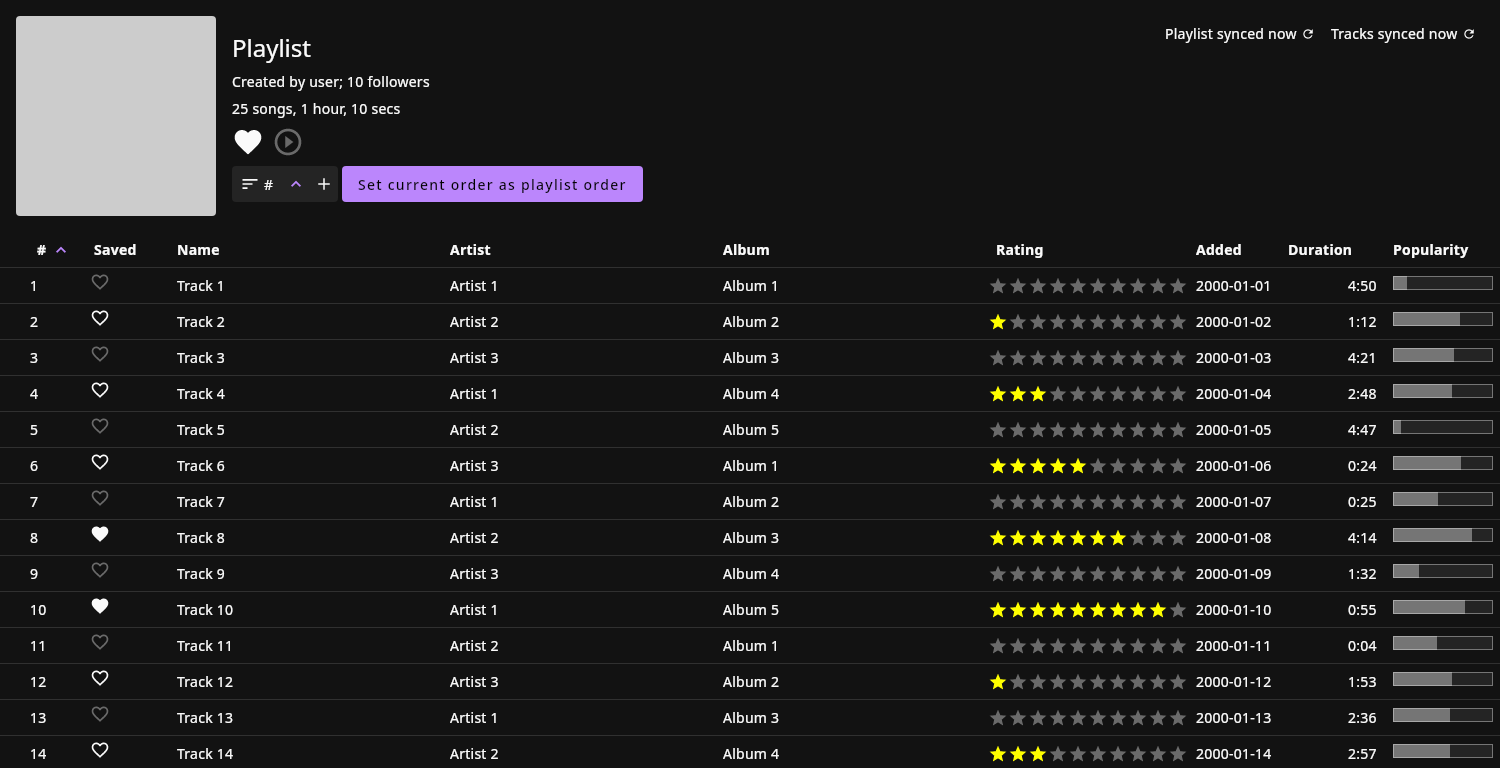 Playlist
Playlist synced now Tracks synced now
Created by user; 10 followers
25 songs, 1 hour, 10 secs
# Set current order as playlist order
# Saved Name Artist Album Rating Added Duration Popularity
1 Track 1 Artist 1 Album 1 2000-01-01 4:50
2 Track 2 Artist 2 Album 2 2000-01-02 1:12
3 Track 3 Artist 3 Album 3 2000-01-03 4:21
4 Track 4 Artist 1 Album 4 2000-01-04 2:48
5 Track 5 Artist 2 Album 5 2000-01-05 4:47
6 Track 6 Artist 3 Album 1 2000-01-06 0:24
7 Track 7 Artist 1 Album 2 2000-01-07 0:25
8 Track 8 Artist 2 Album 3 2000-01-08 4:14
9 Track 9 Artist 3 Album 4 2000-01-09 1:32
10 Track 10 Artist 1 Album 5 2000-01-10 0:55
11 Track 11 Artist 2 Album 1 2000-01-11 0:04
12 Track 12 Artist 3 Album 2 2000-01-12 1:53
13 Track 13 Artist 1 Album 3 2000-01-13 2:36
14 Track 14 Artist 2 Album 4 2000-01-14 2:57